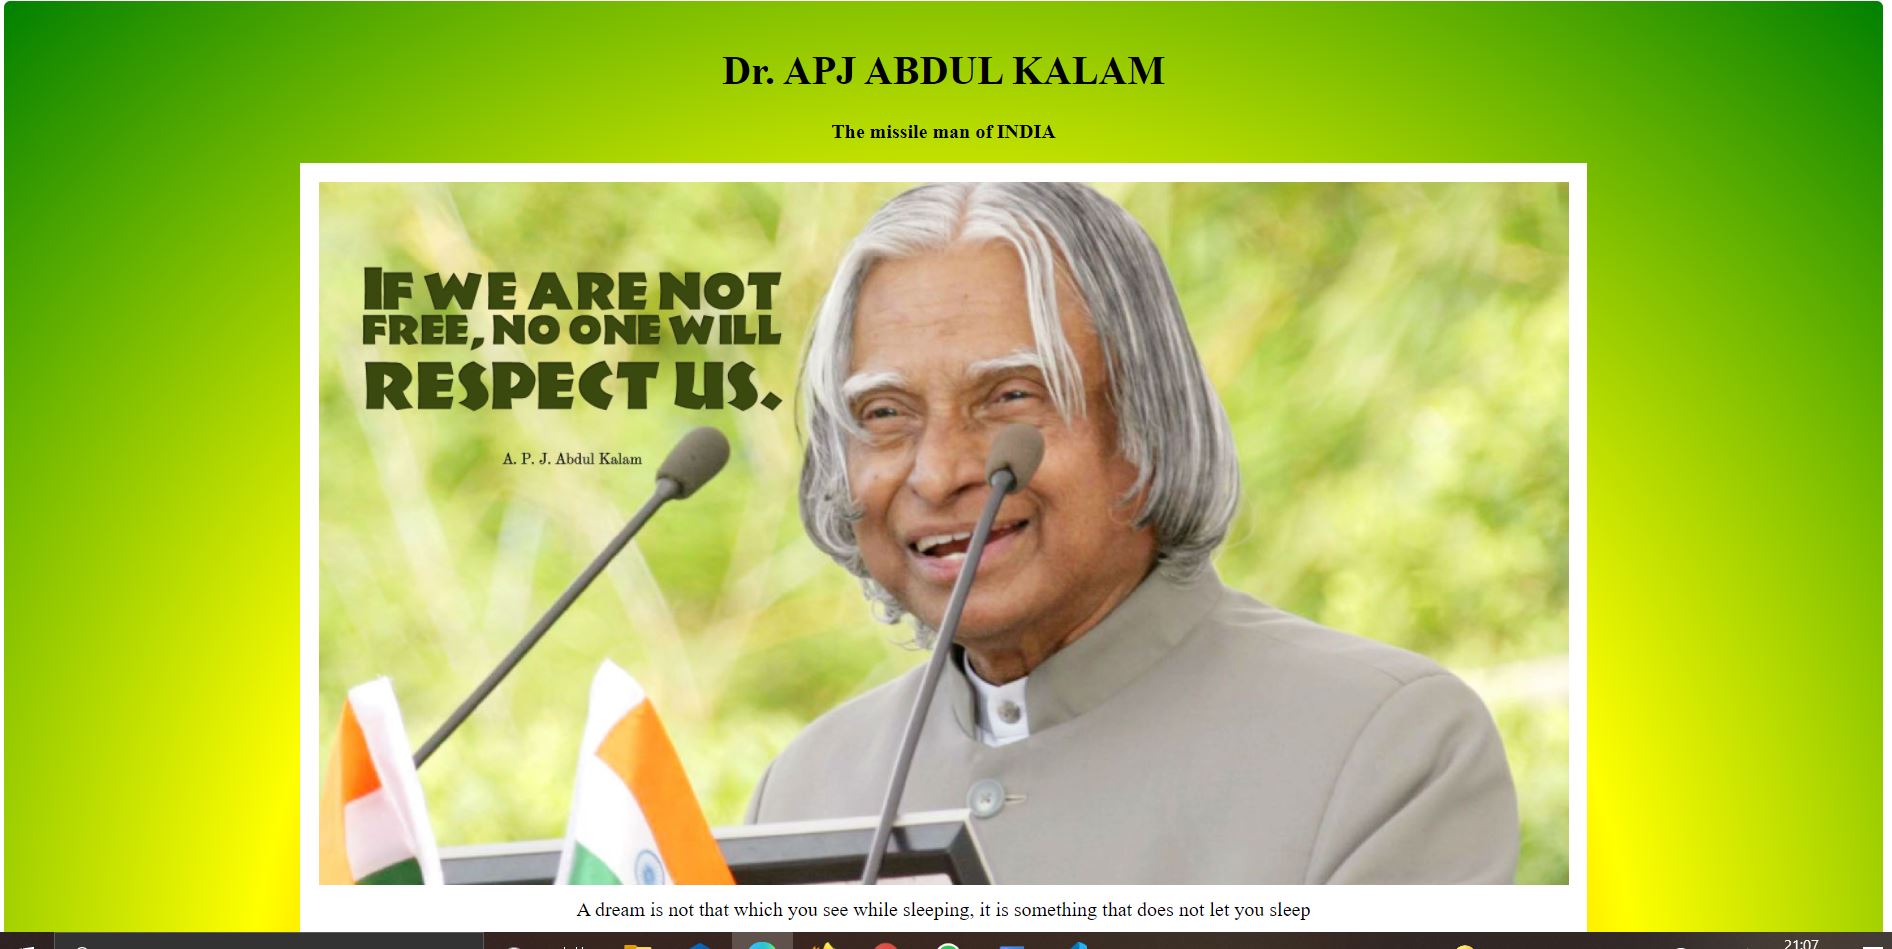 Dr. APJ ABDUL KALAM
The missile man of INDIA
IF WE ARE NOT
FREE, NO ONE WILL
RESPECT US.
A. P. J. Abdul Kalam
A dream is not that which you see while sleeping, it is something that does not let you sleep
21:07